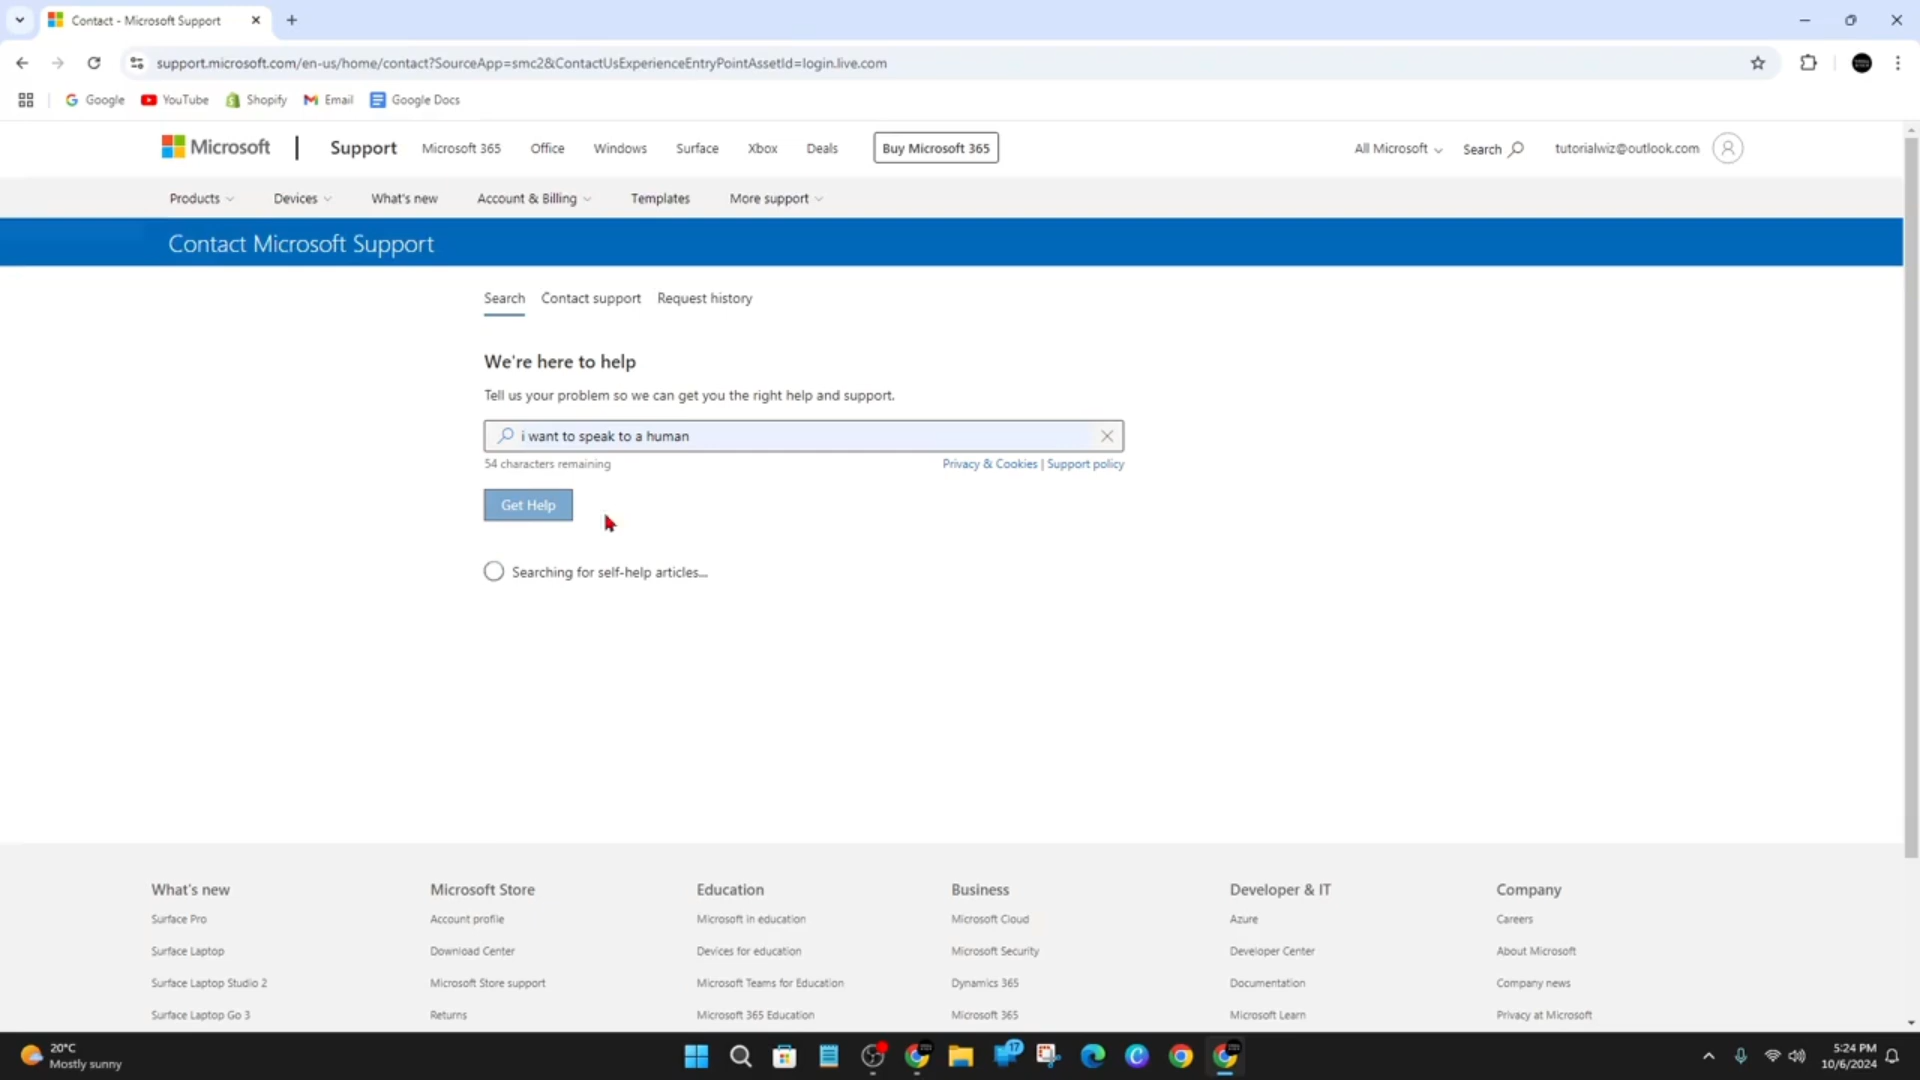 Contact - Microsoft Support
support.microsoft.com/en-us/home/contact?SourceApp=smc2&ContactUsExperienceEntryPointAssetId=login.live.com
Google YouTube Shopify Email Google Docs
Microsoft | Support Microsoft 365 Office Windows Surface Xbox Deals Buy Microsoft 365 All Microsoft Search tutorialwiz@outlook.com
Products Devices What's new Account & Billing Templates More support
Contact Microsoft Support
Search Contact support Request history
We're here to help
Tell us your problem so we can get you the right help and support.
i want to speak to a human
54 characters remaining Privacy & Cookies | Support policy
Get Help
Searching for self-help articles...
What's new Microsoft Store Education Business Developer & IT Company
Surface Pro Account profile Microsoft in education Microsoft Cloud Azure Careers
Surface Laptop Download Center Devices for education Microsoft Security Developer Center About Microsoft
Surface Laptop Studio 2 Microsoft Store support Microsoft Teams for Education Dynamics 365 Documentation Company news
Surface Laptop Go 3 Returns Microsoft 365 Education Microsoft 365 Microsoft Learn Privacy at Microsoft
20°C
Mostly sunny
17
5:24 PM
10/6/2024